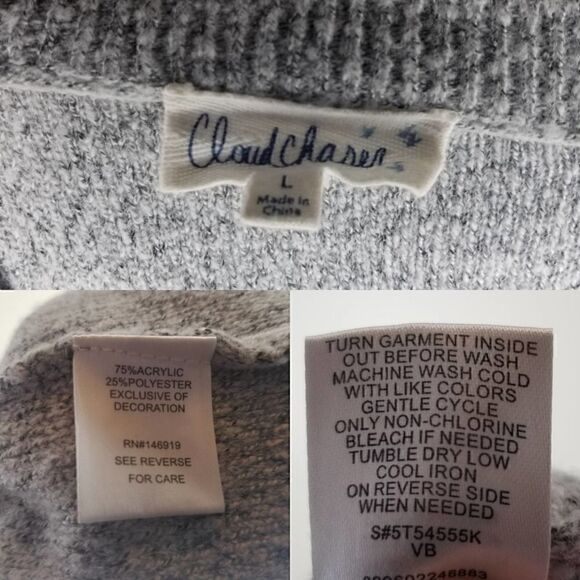 Cloud Chaser
L
Made in
China
75%ACRYLIC
25%POLYESTER
EXCLUSIVE OF
DECORATION
RN#146919
SEE REVERSE
FOR CARE
TURN GARMENT INSIDE
OUT BEFORE WASH
MACHINE WASH COLD
WITH LIKE COLORS
GENTLE CYCLE
ONLY NON-CHLORINE
BLEACH IF NEEDED
TUMBLE DRY LOW
COOL IRON
ON REVERSE SIDE
WHEN NEEDED
S#5T54555K
VB